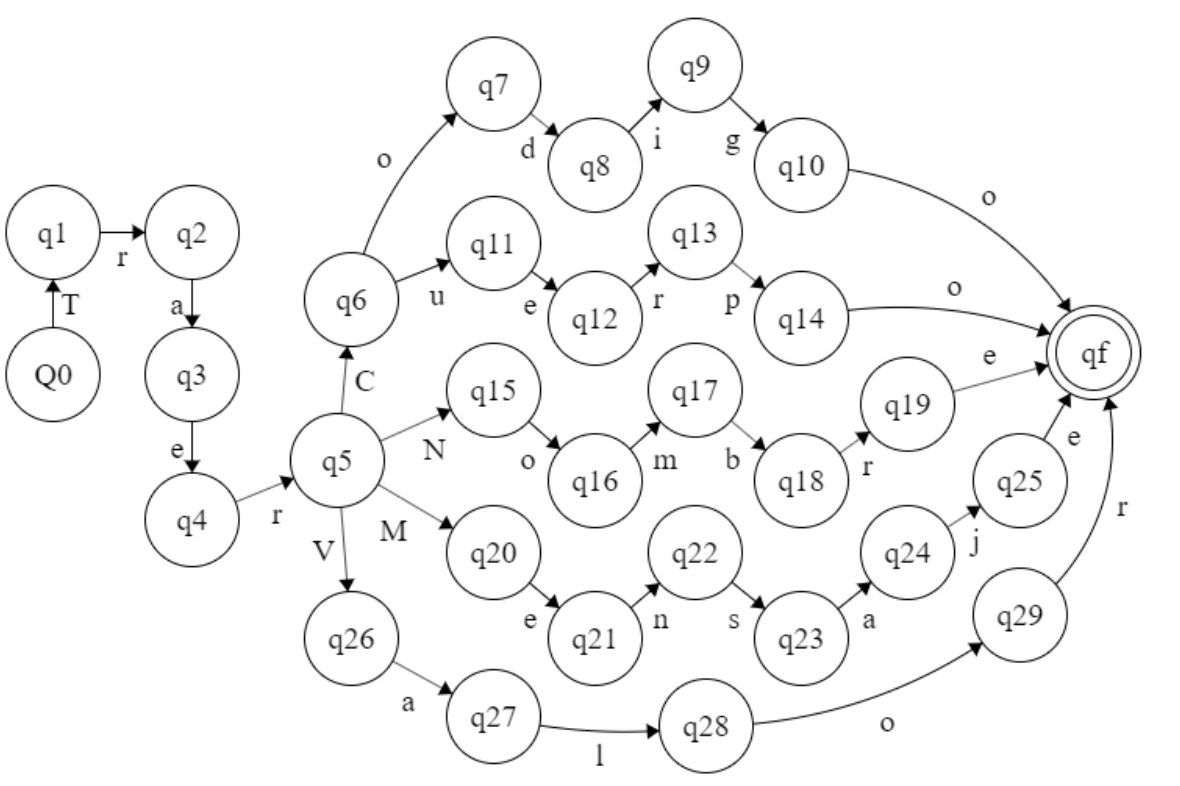 q9
q7
o
d
q8
i
g
q10
o
q1
r
q2
q11
q13
T
a
q6
u
e
q12
r
p
q14
o
qf
Q0
q3
C
q15
q17
q19
e
e
q5
N
o
q16
m
b
q18
r
q25
e
q4
r
M
V
q20
q22
q24
j
r
e
q21
n
s
q23
a
q29
q26
a
q27
l
q28
o